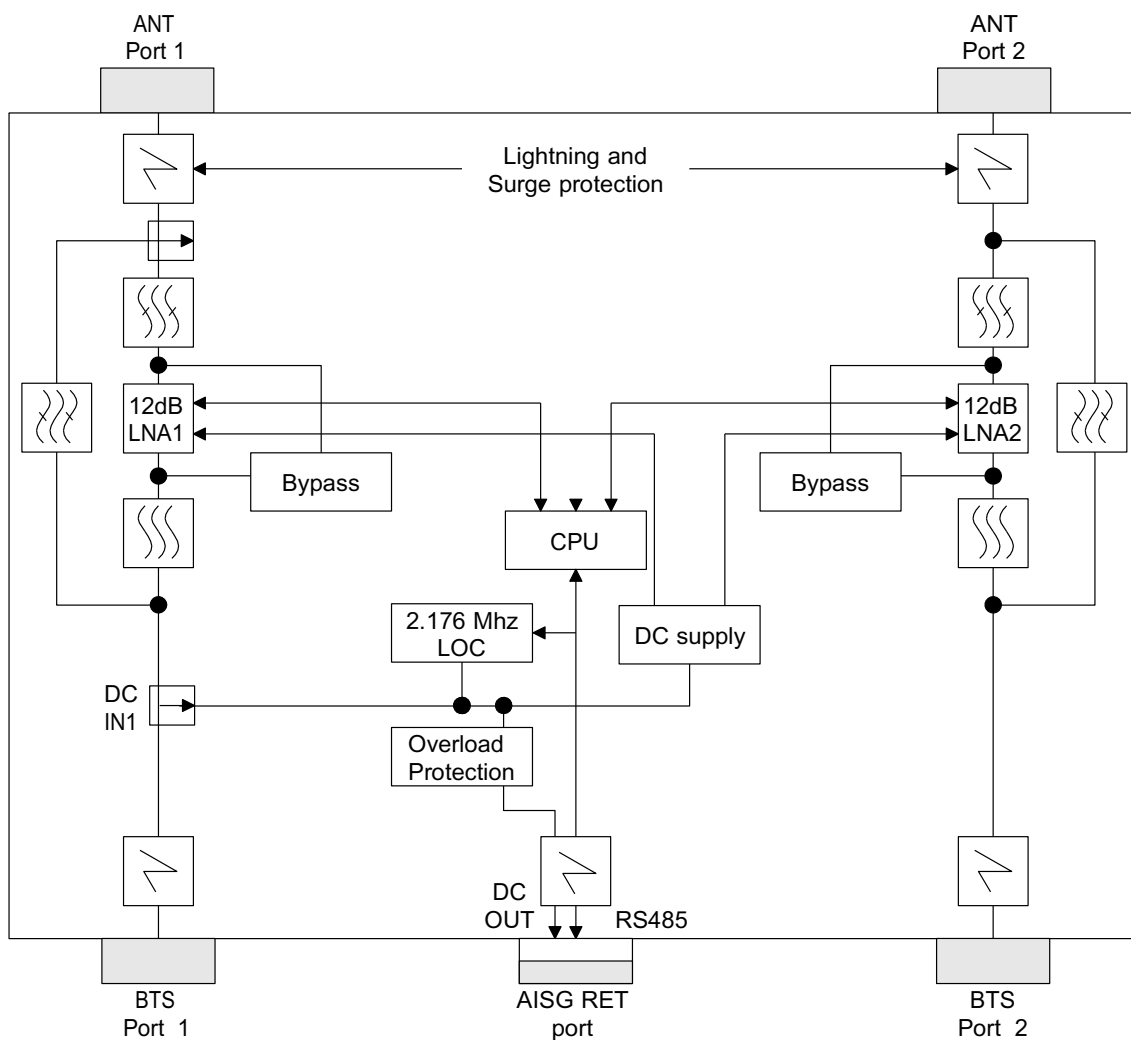 ANT
Port 1
ANT
Port 2
Lightning and
Surge protection
12dB
LNA1
12dB
LNA2
Bypass
Bypass
CPU
2.176 Mhz
LOC
DC supply
DC
IN1
Overload
Protection
DC
OUT
RS485
BTS
Port 1
AISG RET
port
BTS
Port 2